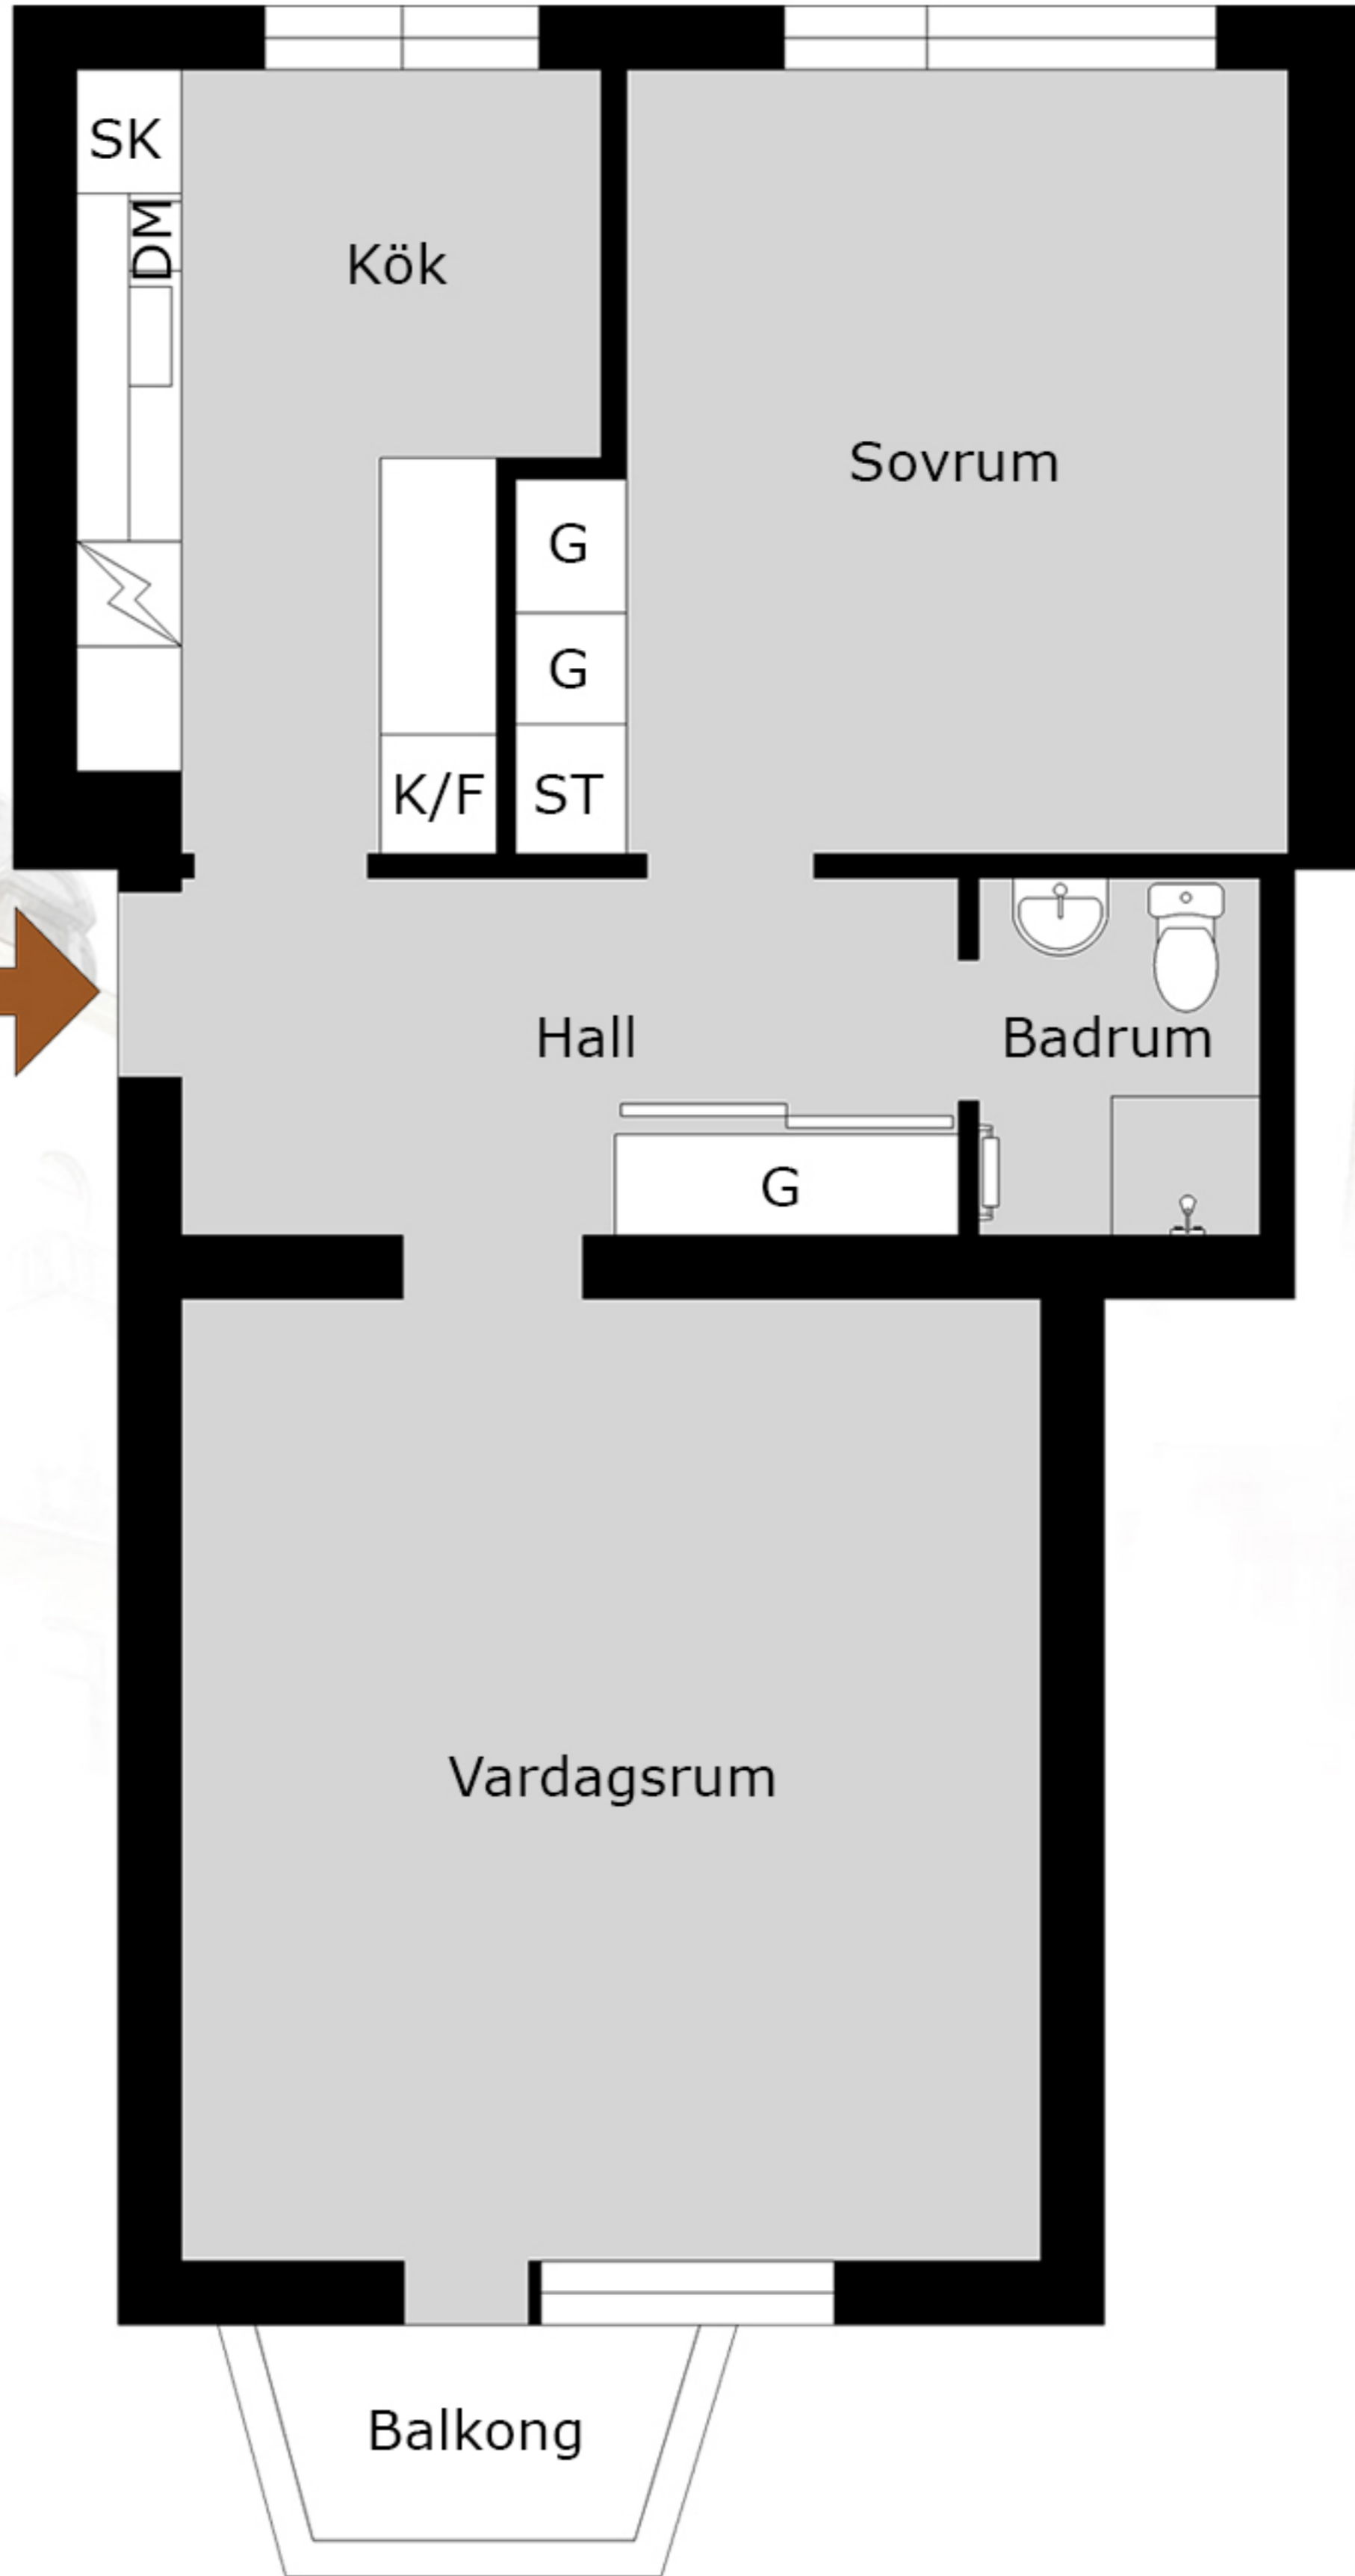 SK
DM
Kök
Sovrum
G
G
K/F
ST
Hall
Badrum
G
Vardagsrum
Balkong